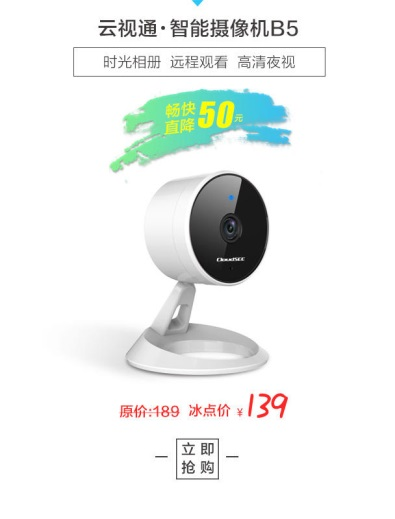 云视通·智能摄像机B5
时光相册 远程观看 高清夜视
畅快
直降50元
CloudSEE
原价:189 冰点价￥139
立即
抢购